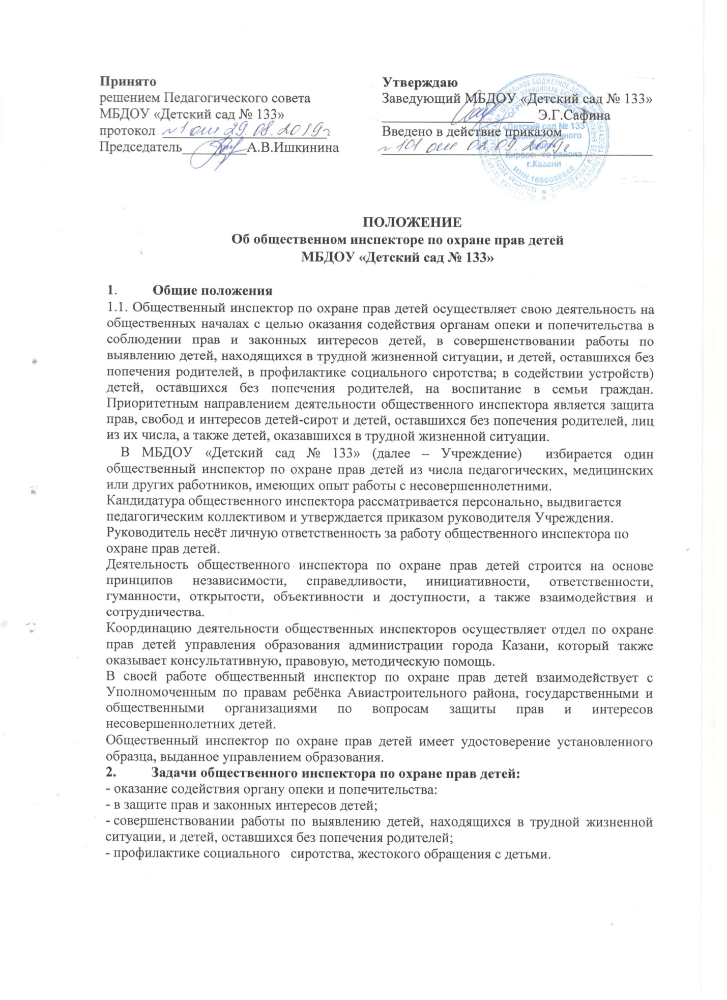 Принято
решением Педагогического совета
МБДОУ «Детский сад № 133»
протокол №1 от 29.08.2019г
Председатель_________А.В.Ишкинина
Утверждаю
Заведующий МБДОУ «Детский сад № 133»
_____________________ Э.Г.Сафина
Введено в действие приказом
№101 от 02.09.2019г
«Детский сад № 133
комбинированного
вида»
Кировского района
г.Казани
ИНН 1656088949
ПОЛОЖЕНИЕ
Об общественном инспекторе по охране прав детей
МБДОУ «Детский сад № 133»
1. Общие положения
1.1. Общественный инспектор по охране прав детей осуществляет свою деятельность на
общественных началах с целью оказания содействия органам опеки и попечительства в
соблюдении прав и законных интересов детей, в совершенствовании работы по
выявлению детей, находящихся в трудной жизненной ситуации, и детей, оставшихся без
попечения родителей, в профилактике социального сиротства; в содействии устройств)
детей, оставшихся без попечения родителей, на воспитание в семьи граждан.
Приоритетным направлением деятельности общественного инспектора является защита
прав, свобод и интересов детей-сирот и детей, оставшихся без попечения родителей, лиц
из их числа, а также детей, оказавшихся в трудной жизненной ситуации.
В МБДОУ «Детский сад № 133» (далее – Учреждение) избирается один
общественный инспектор по охране прав детей из числа педагогических, медицинских
или других работников, имеющих опыт работы с несовершеннолетними.
Кандидатура общественного инспектора рассматривается персонально, выдвигается
педагогическим коллективом и утверждается приказом руководителя Учреждения.
Руководитель несёт личную ответственность за работу общественного инспектора по
охране прав детей.
Деятельность общественного инспектора по охране прав детей строится на основе
принципов независимости, справедливости, инициативности, ответственности,
гуманности, открытости, объективности и доступности, а также взаимодействия и
сотрудничества.
Координацию деятельности общественных инспекторов осуществляет отдел по охране
прав детей управления образования администрации города Казани, который также
оказывает консультативную, правовую, методическую помощь.
В своей работе общественный инспектор по охране прав детей взаимодействует с
Уполномоченным по правам ребёнка Авиастроительного района, государственными и
общественными организациями по вопросам защиты прав и интересов
несовершеннолетних детей.
Общественный инспектор по охране прав детей имеет удостоверение установленного
образца, выданное управлением образования.
2. Задачи общественного инспектора по охране прав детей:
- оказание содействия органу опеки и попечительства:
- в защите прав и законных интересов детей;
- совершенствовании работы по выявлению детей, находящихся в трудной жизненной
ситуации, и детей, оставшихся без попечения родителей;
- профилактике социального сиротства, жестокого обращения с детьми.